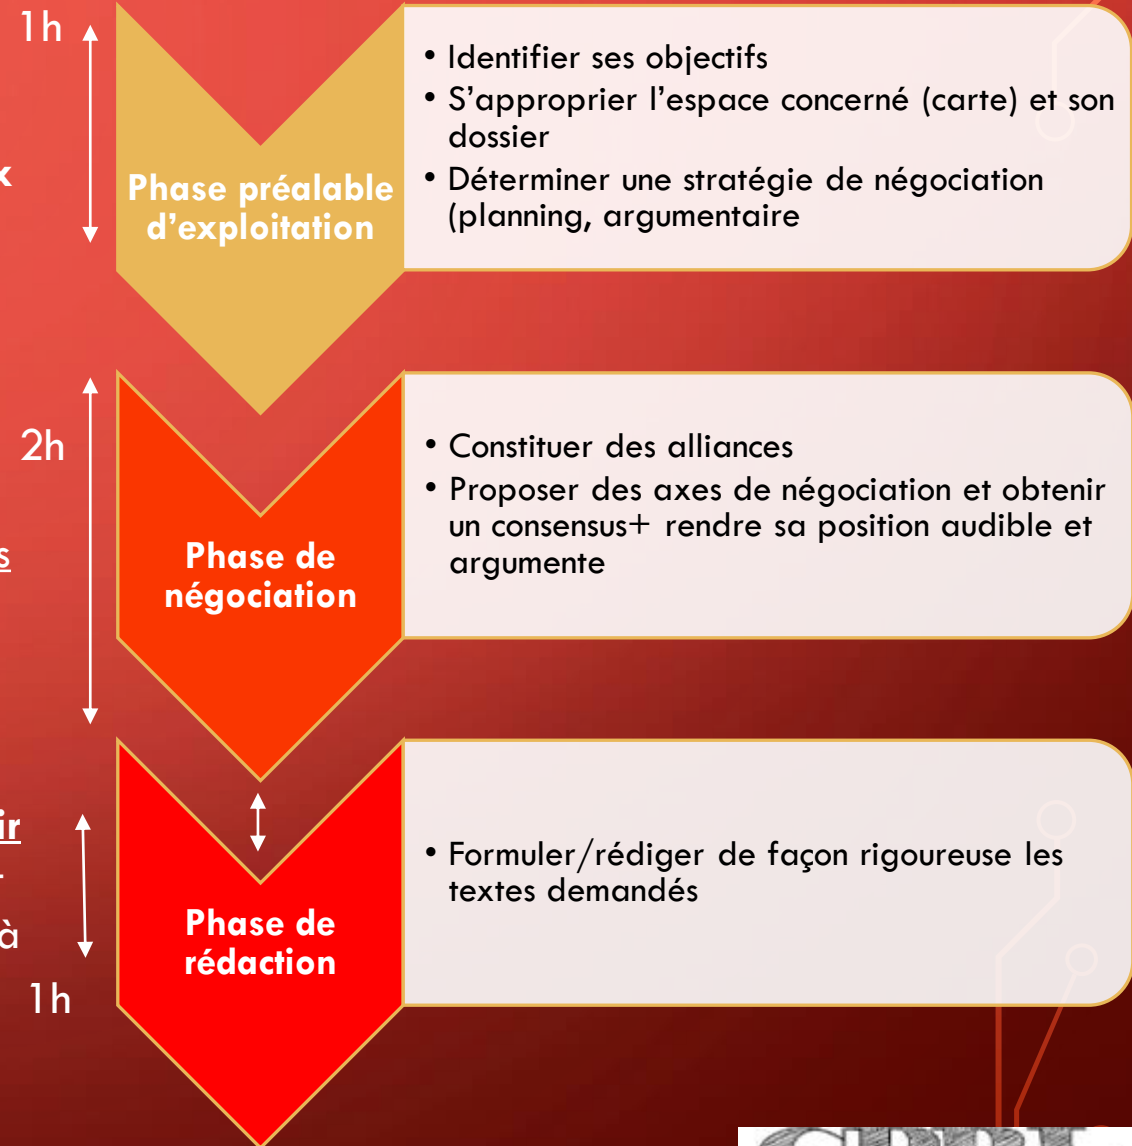 1h
x
Phase préalable
d’exploitation
• Identifier ses objectifs
• S’approprier l’espace concerné (carte) et son
dossier
• Déterminer une stratégie de négociation
(planning, argumentaire
2h
s
Phase de
négociation
• Constituer des alliances
• Proposer des axes de négociation et obtenir
un consensus+ rendre sa position audible et
argumente
ir
à
1h
Phase de
rédaction
• Formuler/rédiger de façon rigoureuse les
textes demandés